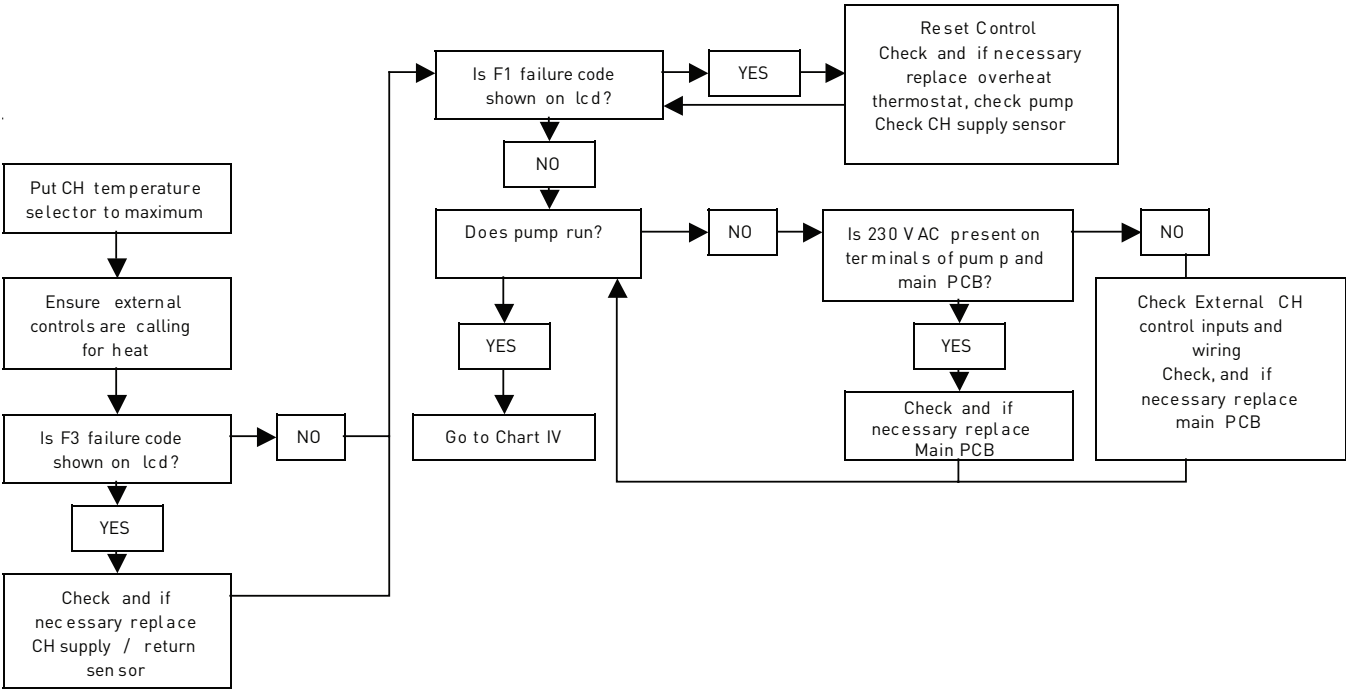 Put CH temperature
selector to maximum
Ensure external
controls are calling
for heat
Is F3 failure code
shown on lcd?
NO
YES
Check and if
necessary replace
CH supply / return
sensor
Is F1 failure code
shown on lcd?
YES
Reset Control
Check and if necessary
replace overheat
thermostat, check pump
Check CH supply sensor
NO
Does pump run?
NO
Is 230 VAC present on
terminals of pump and
main PCB?
NO
Check External CH
control inputs and
wiring
Check, and if
necessary replace
main PCB
YES
Check and if
necessary replace
Main PCB
YES
Go to Chart IV